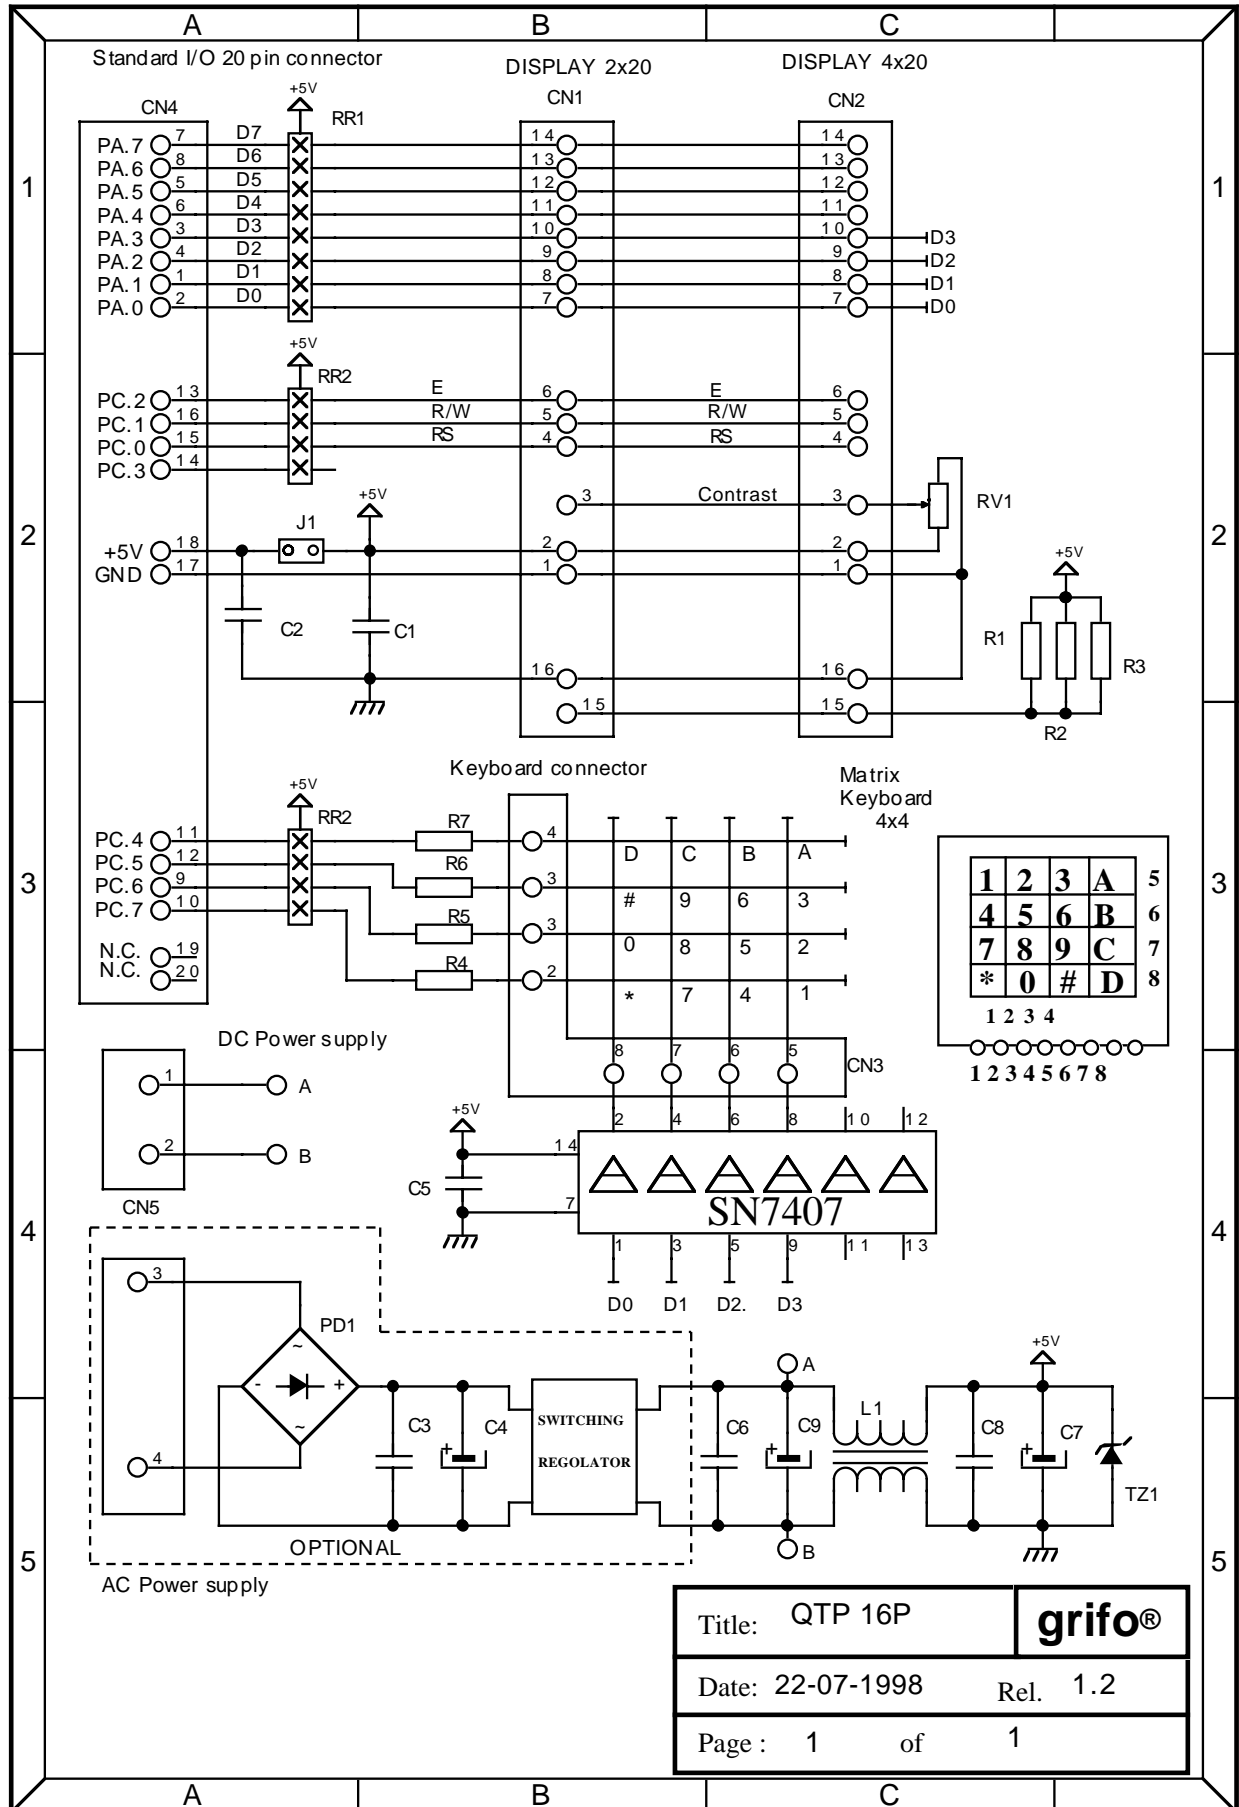 A B C
Standard I/O 20 pin connector
DISPLAY 2x20
DISPLAY 4x20
CN4
+5V
RR1
CN1
CN2
1
1
PA.7 7 D7 14 14
PA.6 8 D6 13 13
PA.5 5 D5 12 12
PA.4 6 D4 11 11
PA.3 3 D3 10 10 D3
PA.2 4 D2 9 9 D2
PA.1 1 D1 8 8 D1
PA.0 2 D0 7 7 D0
+5V
RR2
PC.2 13 E 6 E 6
PC.1 16 R/W 5 R/W 5
PC.0 15 RS 4 RS 4
PC.3 14
3 Contrast 3 RV1
2
2
+5V
J1
+5V 18 2 2
GND 17 1 1
+5V
C2 C1
R1 R3
16 16
15 15
R2
Keyboard connector
Matrix
Keyboard
4x4
+5V
RR2
PC.4 11 R7 4
PC.5 12 R6 3
PC.6 9 R5 3
PC.7 10 R4 2
N.C. 19
N.C. 20
D C B A
# 9 6 3
0 8 5 2
* 7 4 1
3
3
1 2 3 A 5
4 5 6 B 6
7 8 9 C 7
* 0 # D 8
1 2 3 4
1 2 3 4 5 6 7 8
8 7 6 5
CN3
DC Power supply
1 A
2 B
CN5
+5V
14
C5
7
2 4 6 8 10 12
SN7407
1 3 5 9 11 13
D0 D1 D2. D3
4
4
3
PD1
~
- +
~
4
C3
+
C4
SWITCHING
REGOLATOR
OPTIONAL
AC Power supply
A
C6
+
C9
B
L1
+5V
C8
+
C7
TZ1
5
5
Title: QTP 16P
grifo®
Date: 22-07-1998 Rel. 1.2
Page : 1 of 1
A B C